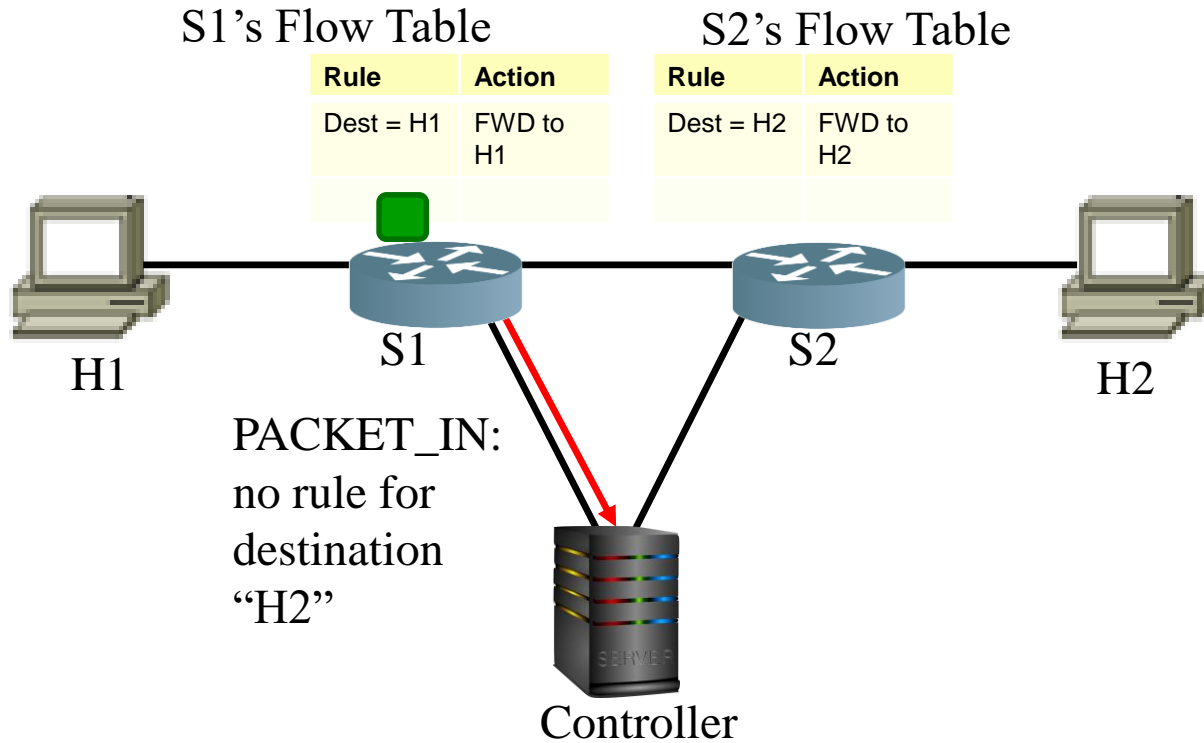 S1’s Flow Table
S2’s Flow Table
Rule Action
Dest = H1 FWD to
H1
Rule Action
Dest = H2 FWD to
H2
H1
S1
S2
H2
PACKET_IN:
no rule for
destination
“H2”
SERVER
Controller